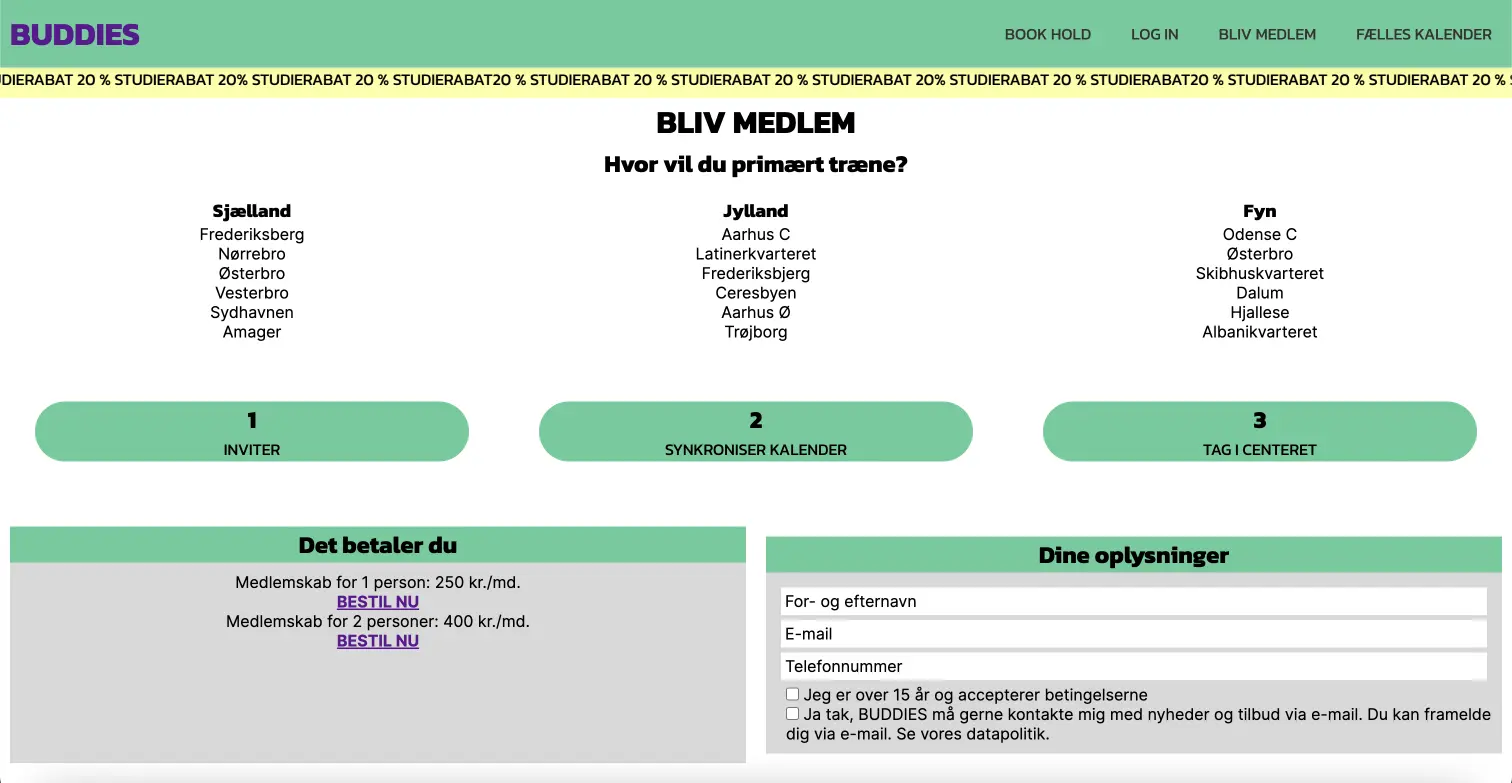 BUDDIES
BOOK HOLD
LOG IN
BLIV MEDLEM
FÆLLES KALENDER
DIERABAT 20 % STUDIERABAT 20% STUDIERABAT 20 % STUDIERABAT20 % STUDIERABAT 20 % STUDIERABAT 20 % STUDIERABAT 20% STUDIERABAT 20 % STUDIERABAT20 % STUDIERABAT 20 % STUDIERABAT 20 %
BLIV MEDLEM
Hvor vil du primært træne?
Sjælland
Frederiksberg
Nørrebro
Østerbro
Vesterbro
Sydhavnen
Amager
Jylland
Aarhus C
Latinerkvarteret
Frederiksbjerg
Ceresbyen
Aarhus Ø
Trøjborg
Fyn
Odense C
Østerbro
Skibhuskvarteret
Dalum
Hjallese
Albanikvarteret
1
INVITER
2
SYNKRONISER KALENDER
3
TAG I CENTERET
Det betaler du
Medlemskab for 1 person: 250 kr./md.
BESTIL NU
Medlemskab for 2 personer: 400 kr./md.
BESTIL NU
Dine oplysninger
For- og efternavn
E-mail
Telefonnummer
Jeg er over 15 år og accepterer betingelserne
Ja tak, BUDDIES må gerne kontakte mig med nyheder og tilbud via e-mail. Du kan framelde
dig via e-mail. Se vores datapolitik.